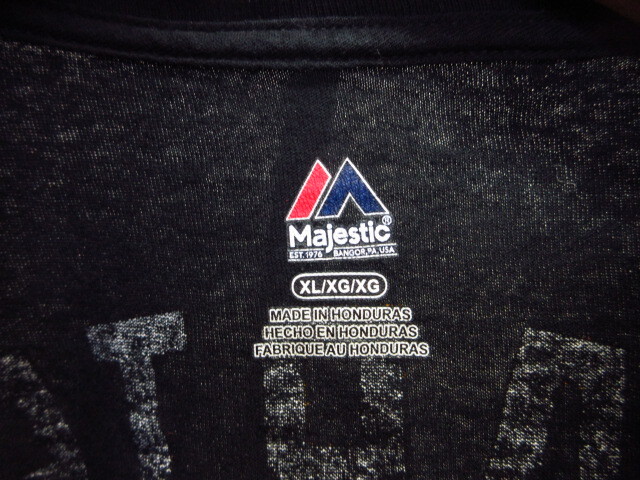 Majestic®
EST. 1976 BANGOR, PA, USA
XL/XG/XG
MADE IN HONDURAS
HECHO EN HONDURAS
FABRIQUE AU HONDURAS